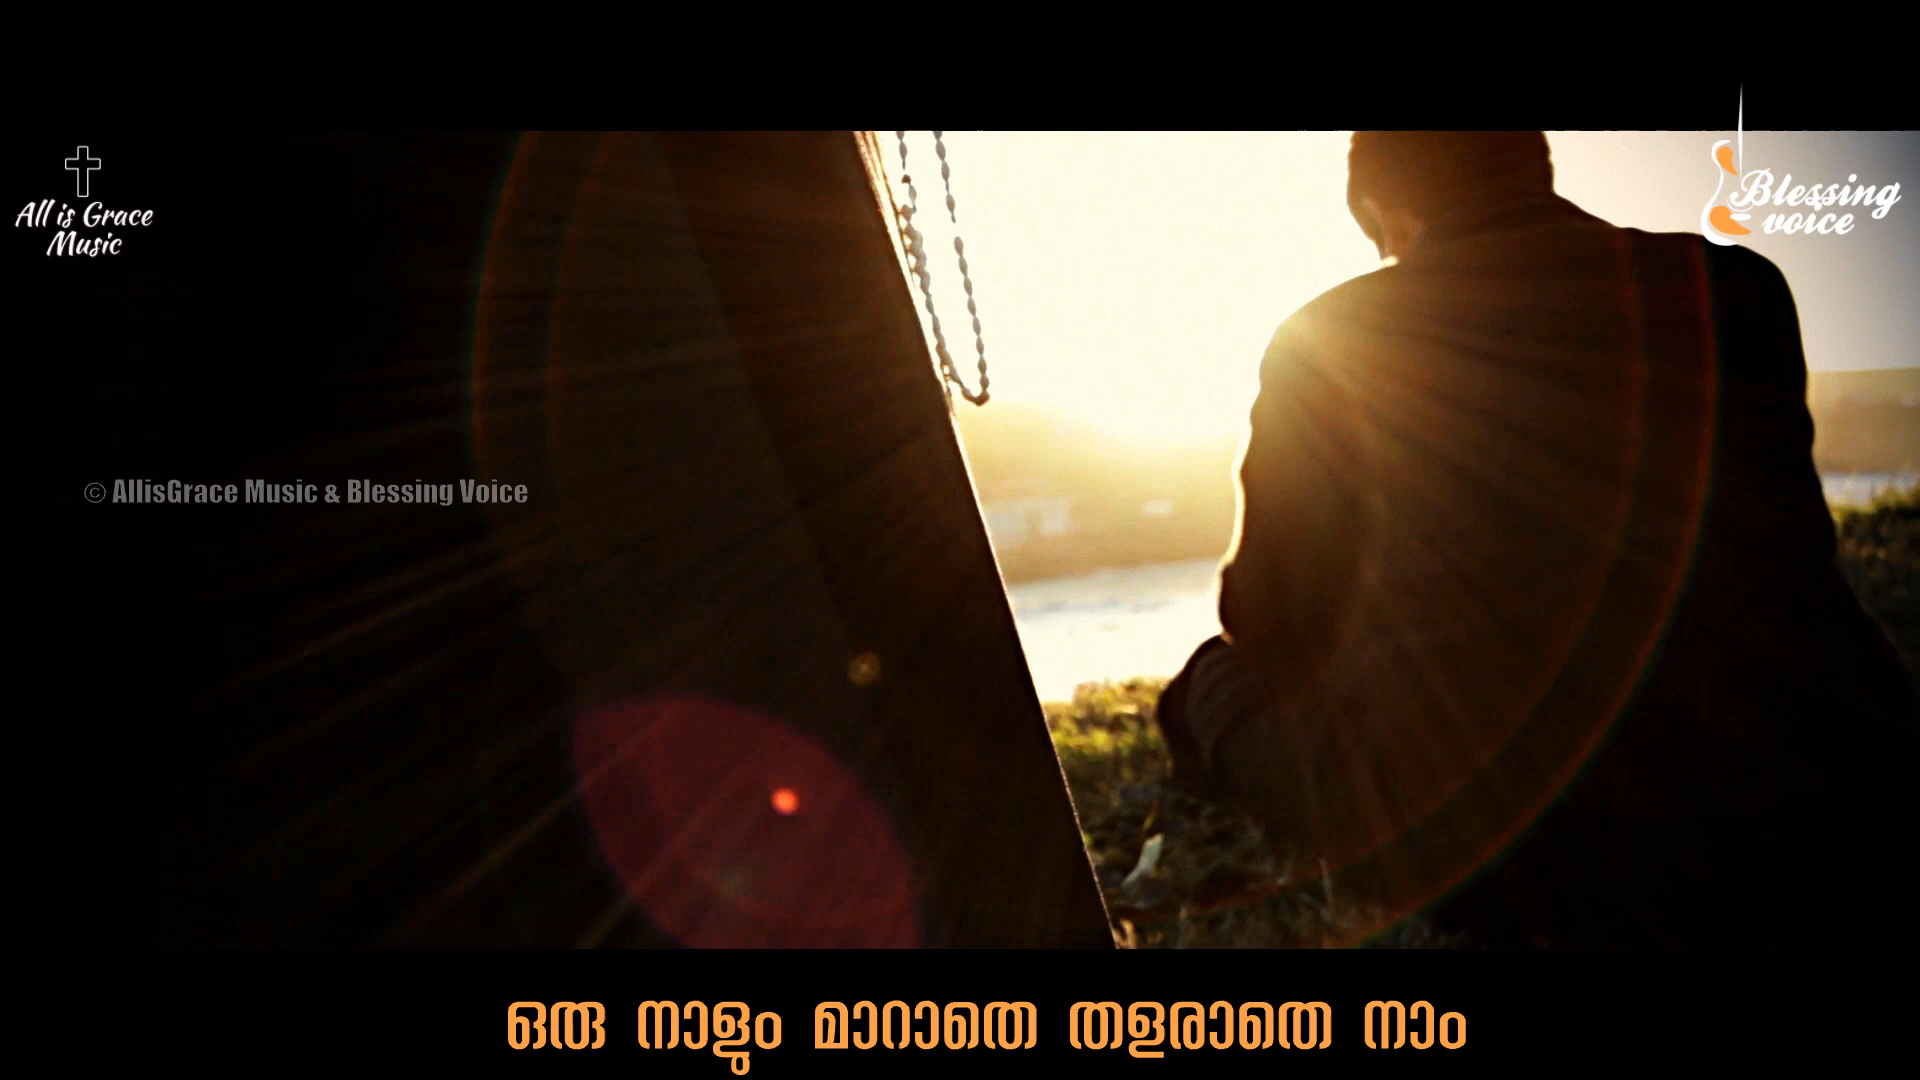 All is Grace
Music
Blessing
voice
© AllisGrace Music & Blessing Voice
ഒരു നാളും മാറാതെ തളരാതെ നാം